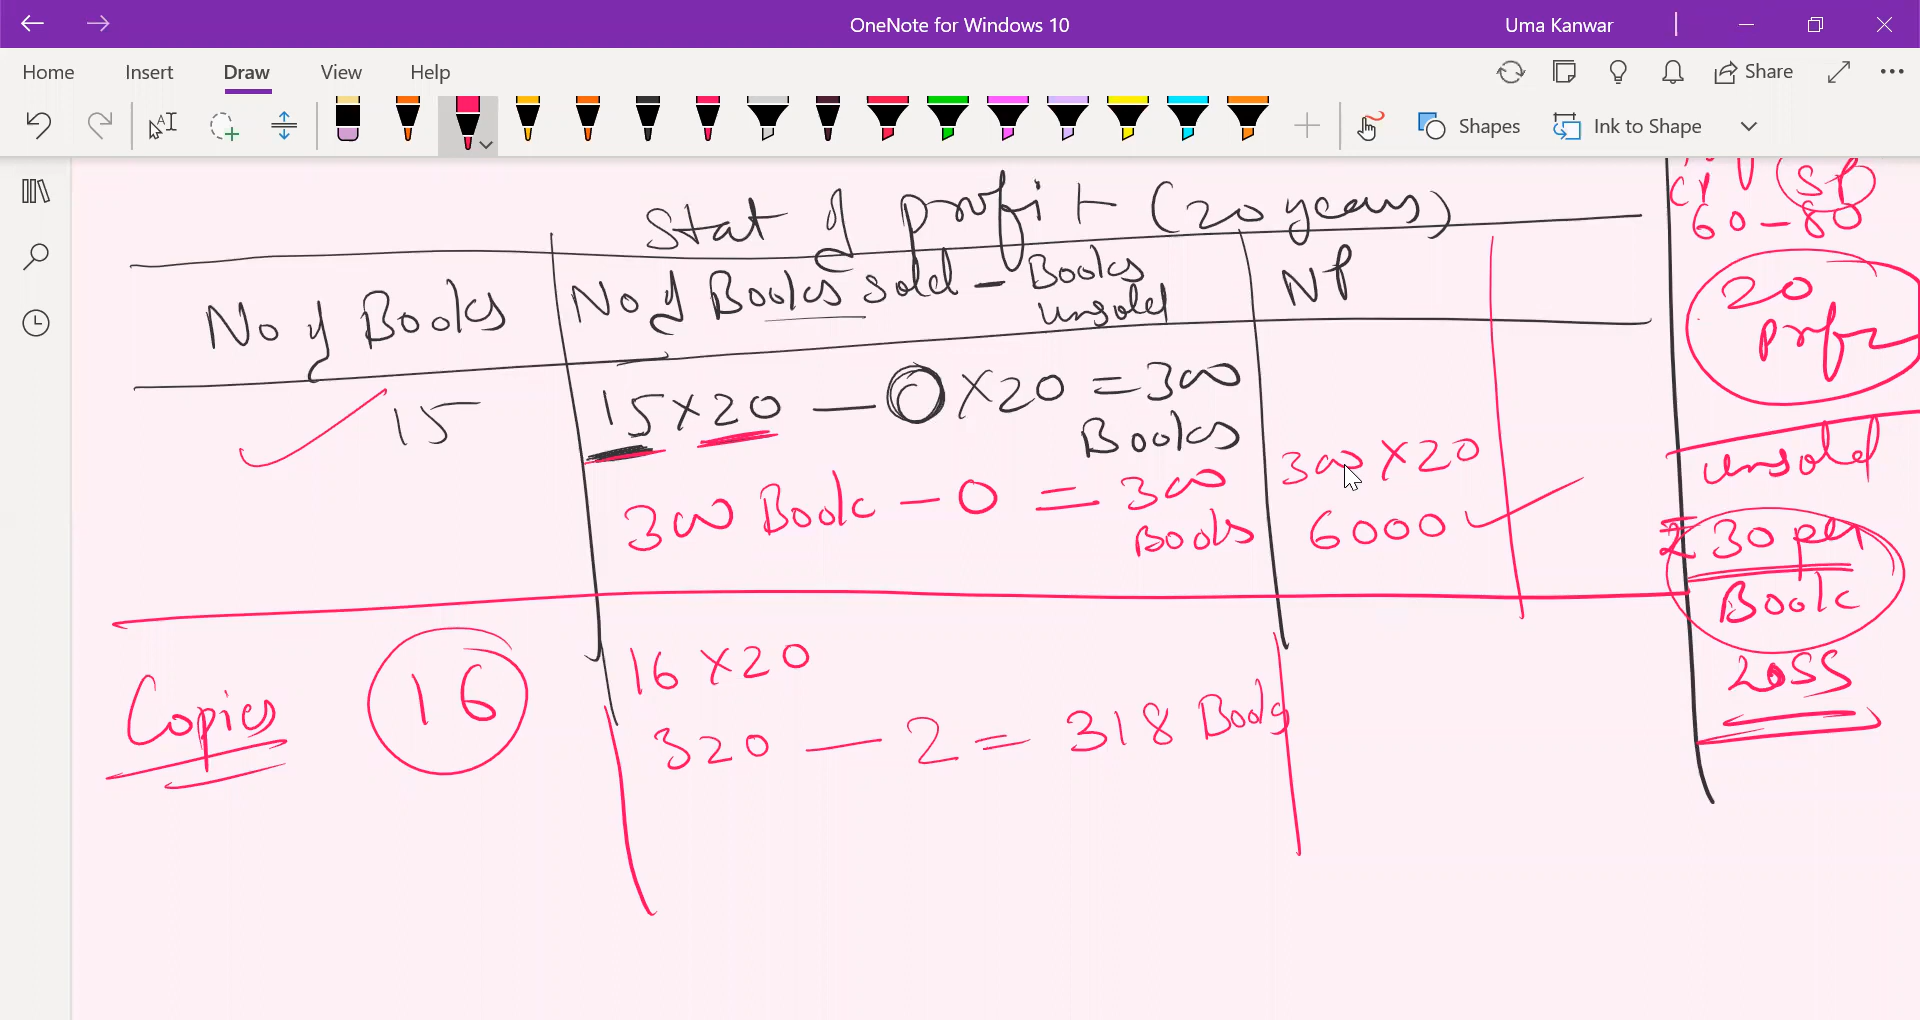 OneNote for Windows 10
Uma Kanwar
Home Insert Draw View Help
Share
Shapes
Ink to Shape
Stat of profit (20 years)
No of Books
No of Books sold - Books unsold
NP
15
15 × 20 - 0 × 20 = 300 Books
300 Book - 0 = 300 Books
300 × 20
6000
Copies 16
16 × 20
320 - 2 = 318 Books
SP
60-80
20
unsold
₹30 per
Book
Loss